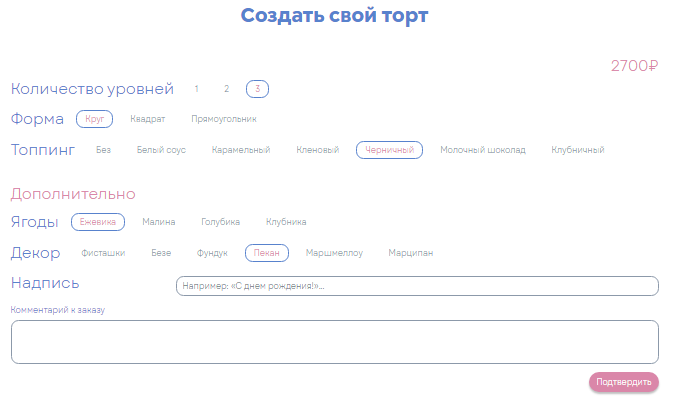 Создать свой торт
2700₽
Количество уровней 1 2 3
Форма Круг Квадрат Прямоугольник
Топпинг Без Белый соус Карамельный Кленовый Черничный Молочный шоколад Клубничный
Дополнительно
Ягоды Ежевика Малина Голубика Клубника
Декор Фисташки Безе Фундук Пекан Маршмеллоу Марципан
Надпись Например: «С днем рождения!»...
Комментарий к заказу
Подтвердить